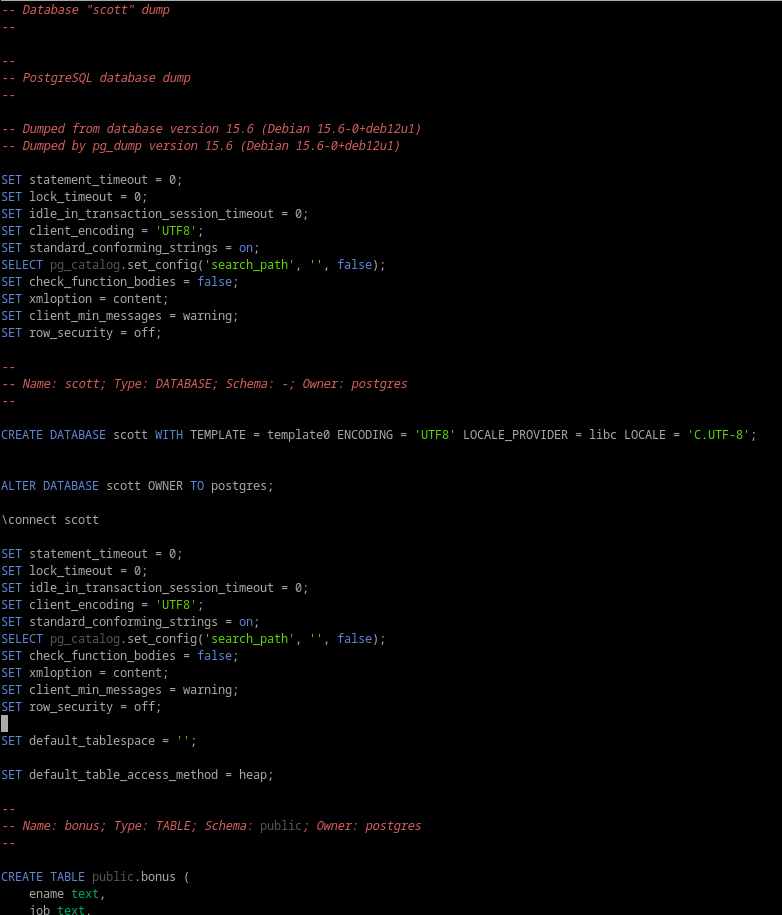 -- Database "scott" dump
--
--
-- PostgreSQL database dump
--
-- Dumped from database version 15.6 (Debian 15.6-0+deb12u1)
-- Dumped by pg_dump version 15.6 (Debian 15.6-0+deb12u1)
SET statement_timeout = 0;
SET lock_timeout = 0;
SET idle_in_transaction_session_timeout = 0;
SET client_encoding = 'UTF8';
SET standard_conforming_strings = on;
SELECT pg_catalog.set_config('search_path', '', false);
SET check_function_bodies = false;
SET xmloption = content;
SET client_min_messages = warning;
SET row_security = off;
--
-- Name: scott; Type: DATABASE; Schema: -; Owner: postgres
--
CREATE DATABASE scott WITH TEMPLATE = template0 ENCODING = 'UTF8' LOCALE_PROVIDER = libc LOCALE = 'C.UTF-8';
ALTER DATABASE scott OWNER TO postgres;
\connect scott
SET statement_timeout = 0;
SET lock_timeout = 0;
SET idle_in_transaction_session_timeout = 0;
SET client_encoding = 'UTF8';
SET standard_conforming_strings = on;
SELECT pg_catalog.set_config('search_path', '', false);
SET check_function_bodies = false;
SET xmloption = content;
SET client_min_messages = warning;
SET row_security = off;
SET default_tablespace = '';
SET default_table_access_method = heap;
--
-- Name: bonus; Type: TABLE; Schema: public; Owner: postgres
--
CREATE TABLE public.bonus (
    ename text,
    job text,